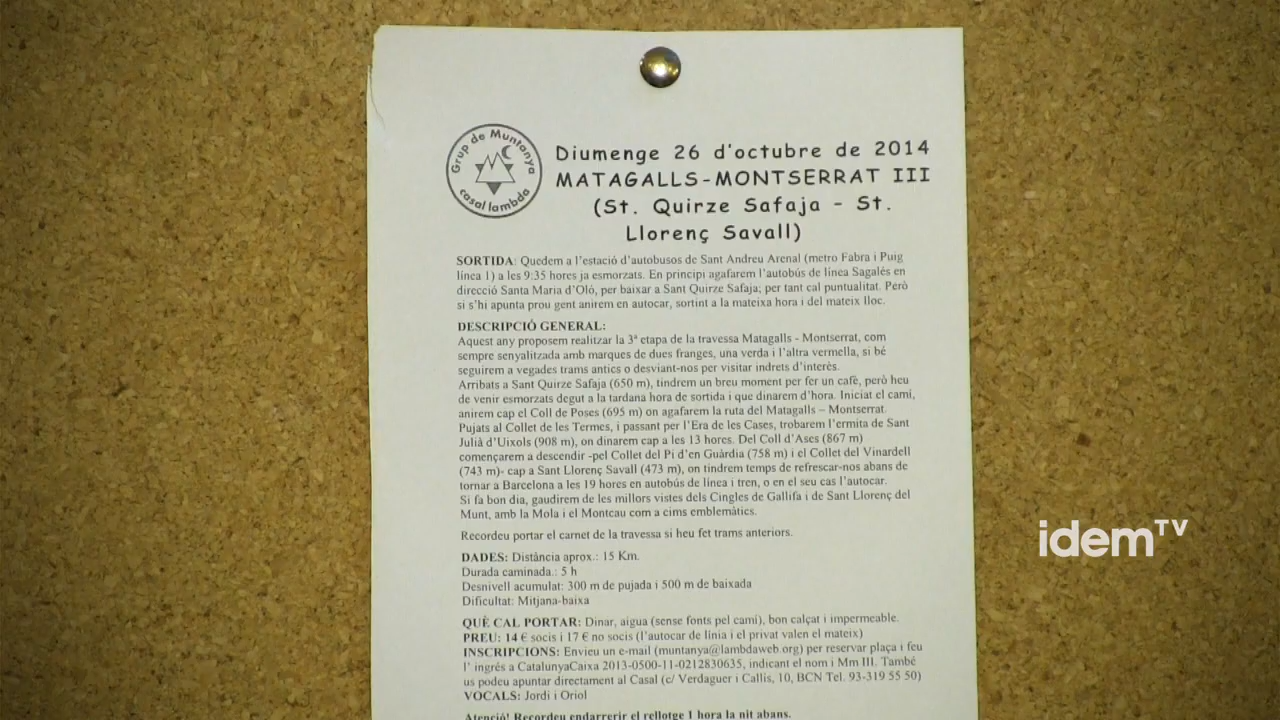 Grup de Muntanya
casal lambda
Diumenge 26 d'octubre de 2014
MATAGALLS-MONTSERRAT III
(St. Quirze Safaja - St.
Llorenç Savall)
SORTIDA: Quedem a l'estació d'autobusos de Sant Andreu Arenal (metro Fabra i Puig
línea 1) a les 9:35 hores ja esmorzats. En principi agafarem l'autobús de línea Sagalés en
direcció Santa Maria d'Oló, per baixar a Sant Quirze Safaja; per tant cal puntualitat. Però
si s'hi apunta prou gent anirem en autocar, sortint a la mateixa hora i del mateix lloc.
DESCRIPCIÓ GENERAL:
Aquest any proposem realitzar la 3ª etapa de la travessa Matagalls - Montserrat, com
sempre senyalitzada amb marques de dues franges, una verda i l'altra vermella, si bé
seguirem a vegades trams antics o desviant-nos per visitar indrets d'interès.
Arribats a Sant Quirze Safaja (650 m), tindrem un breu moment per fer un cafè, però heu
de venir esmorzats degut a la tardana hora de sortida i que dinarem d'hora. Iniciat el camí,
anirem cap el Coll de Poses (695 m) on agafarem la ruta del Matagalls – Montserrat.
Pujats al Collet de les Termes, i passant per l'Era de les Cases, trobarem l'ermita de Sant
Julià d'Uixols (908 m), on dinarem cap a les 13 hores. Del Coll d'Ases (867 m)
començarem a descendir -pel Collet del Pi d'en Guàrdia (758 m) i el Collet del Vinardell
(743 m)- cap a Sant Llorenç Savall (473 m), on tindrem temps de refrescar-nos abans de
tornar a Barcelona a les 19 hores en autobús de línea i tren, o en el seu cas l'autocar.
Si fa bon dia, gaudirem de les millors vistes dels Cingles de Gallifa i de Sant Llorenç del
Munt, amb la Mola i el Montcau com a cims emblemàtics.
Recordeu portar el carnet de la travessa si heu fet trams anteriors.
DADES: Distància aprox.: 15 Km.
Durada caminada.: 5 h
Desnivell acumulat: 300 m de pujada i 500 m de baixada
Dificultat: Mitjana-baixa
QUÈ CAL PORTAR: Dinar, aigua (sense fonts pel camí), bon calçat i impermeable.
PREU: 14 € socis i 17 € no socis (l'autocar de línia i el privat valen el mateix)
INSCRIPCIONS: Envieu un e-mail (muntanya@lambdaweb.org) per reservar plaça i feu
l' ingrés a CatalunyaCaixa 2013-0500-11-0212830635, indicant el nom i Mm III. També
us podeu apuntar directament al Casal (c/ Verdaguer i Callís, 10, BCN Tel. 93-319 55 50)
VOCALS: Jordi i Oriol
Atenció! Recordeu endarrerir el rellotge 1 hora la nit abans.
idem TV